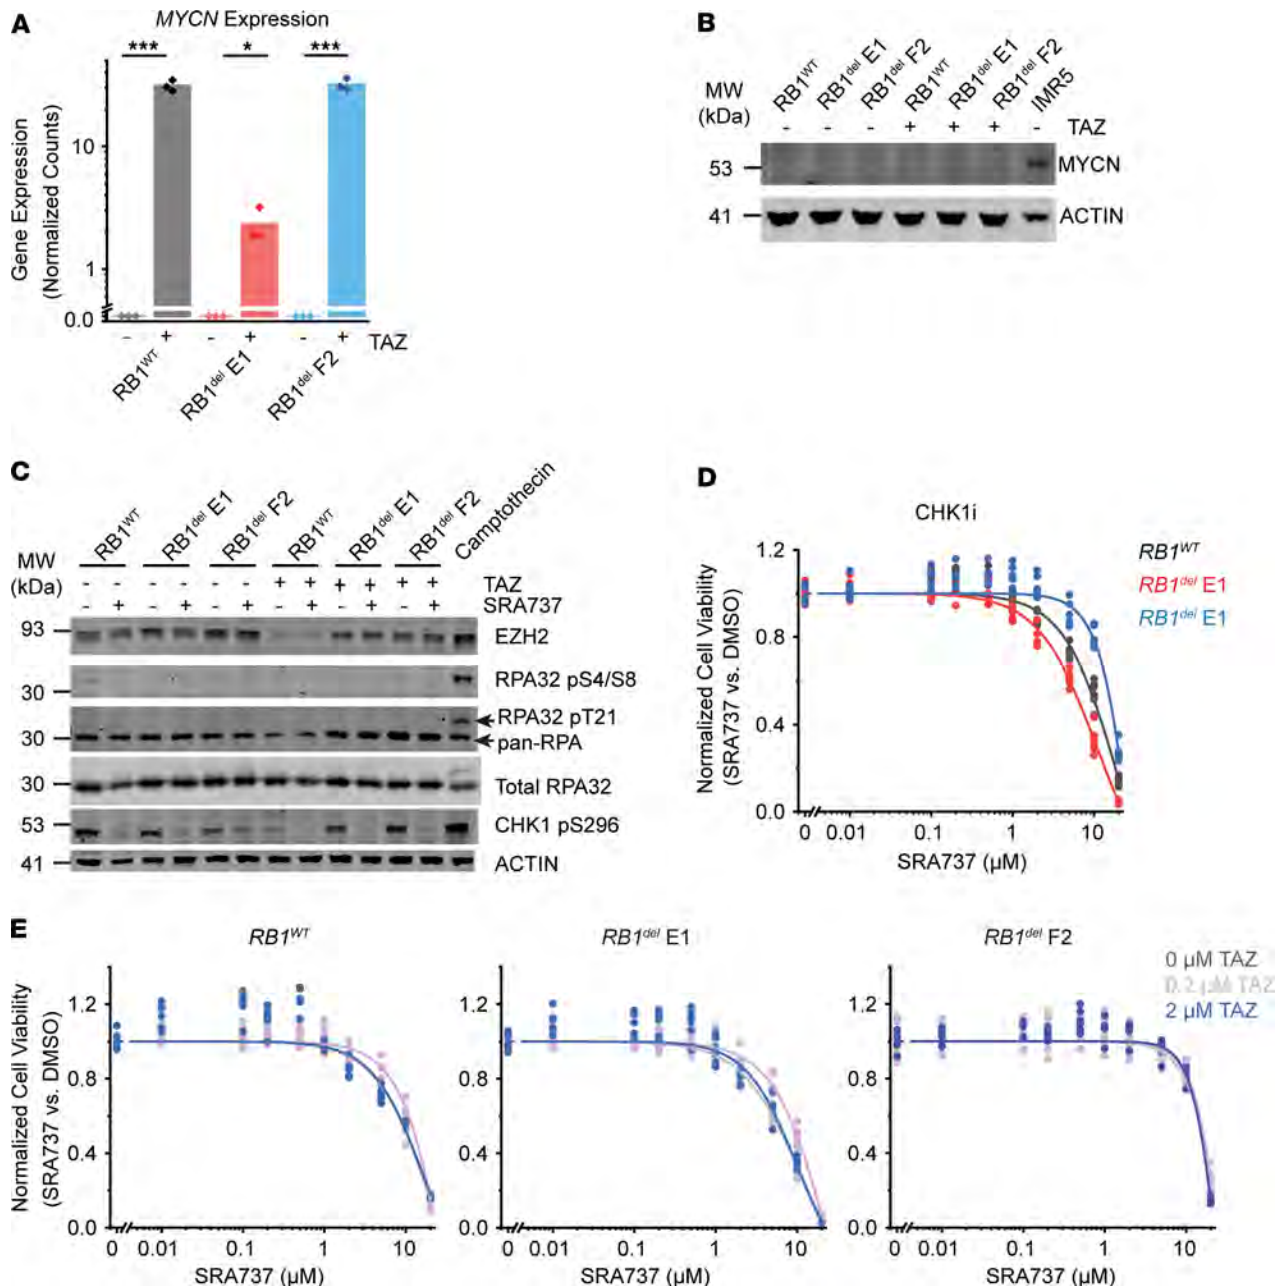 A
MYCN Expression
*** * ***
Gene Expression
(Normalized Counts)
10
1
0.0
- + - + - + TAZ
RB1WT RB1del E1 RB1del F2
B
RB1WT RB1del E1 RB1del F2 RB1WT RB1del E1 RB1del F2 IMR5
MW
(kDa)
- - - + + + - TAZ
53 MYCN
41 ACTIN
C
RB1WT RB1del E1 RB1del F2 RB1WT RB1del E1 RB1del F2 Camptothecin
MW
(kDa)
- - - - - - + + + + + + TAZ
- + - + - + - + - + - + SRA737
93 EZH2
30 RPA32 pS4/S8
RPA32 pT21
30 pan-RPA
30 Total RPA32
53 CHK1 pS296
41 ACTIN
D
CHK1i
RB1WT
RB1del E1
RB1del E1
Normalized Cell Viability
(SRA737 vs. DMSO)
1.2
0.8
0.4
0.0
0 0.01 0.1 1 10
SRA737 (µM)
E
RB1WT
Normalized Cell Viability
(SRA737 vs. DMSO)
1.2
0.8
0.4
0.0
0 0.01 0.1 1 10
SRA737 (µM)
RB1del E1
1.2
0.8
0.4
0.0
0 0.01 0.1 1 10
SRA737 (µM)
RB1del F2
1.2
0.8
0.4
0.0
0 0.01 0.1 1 10
SRA737 (µM)
0 µM TAZ
0.2 µM TAZ
2 µM TAZ